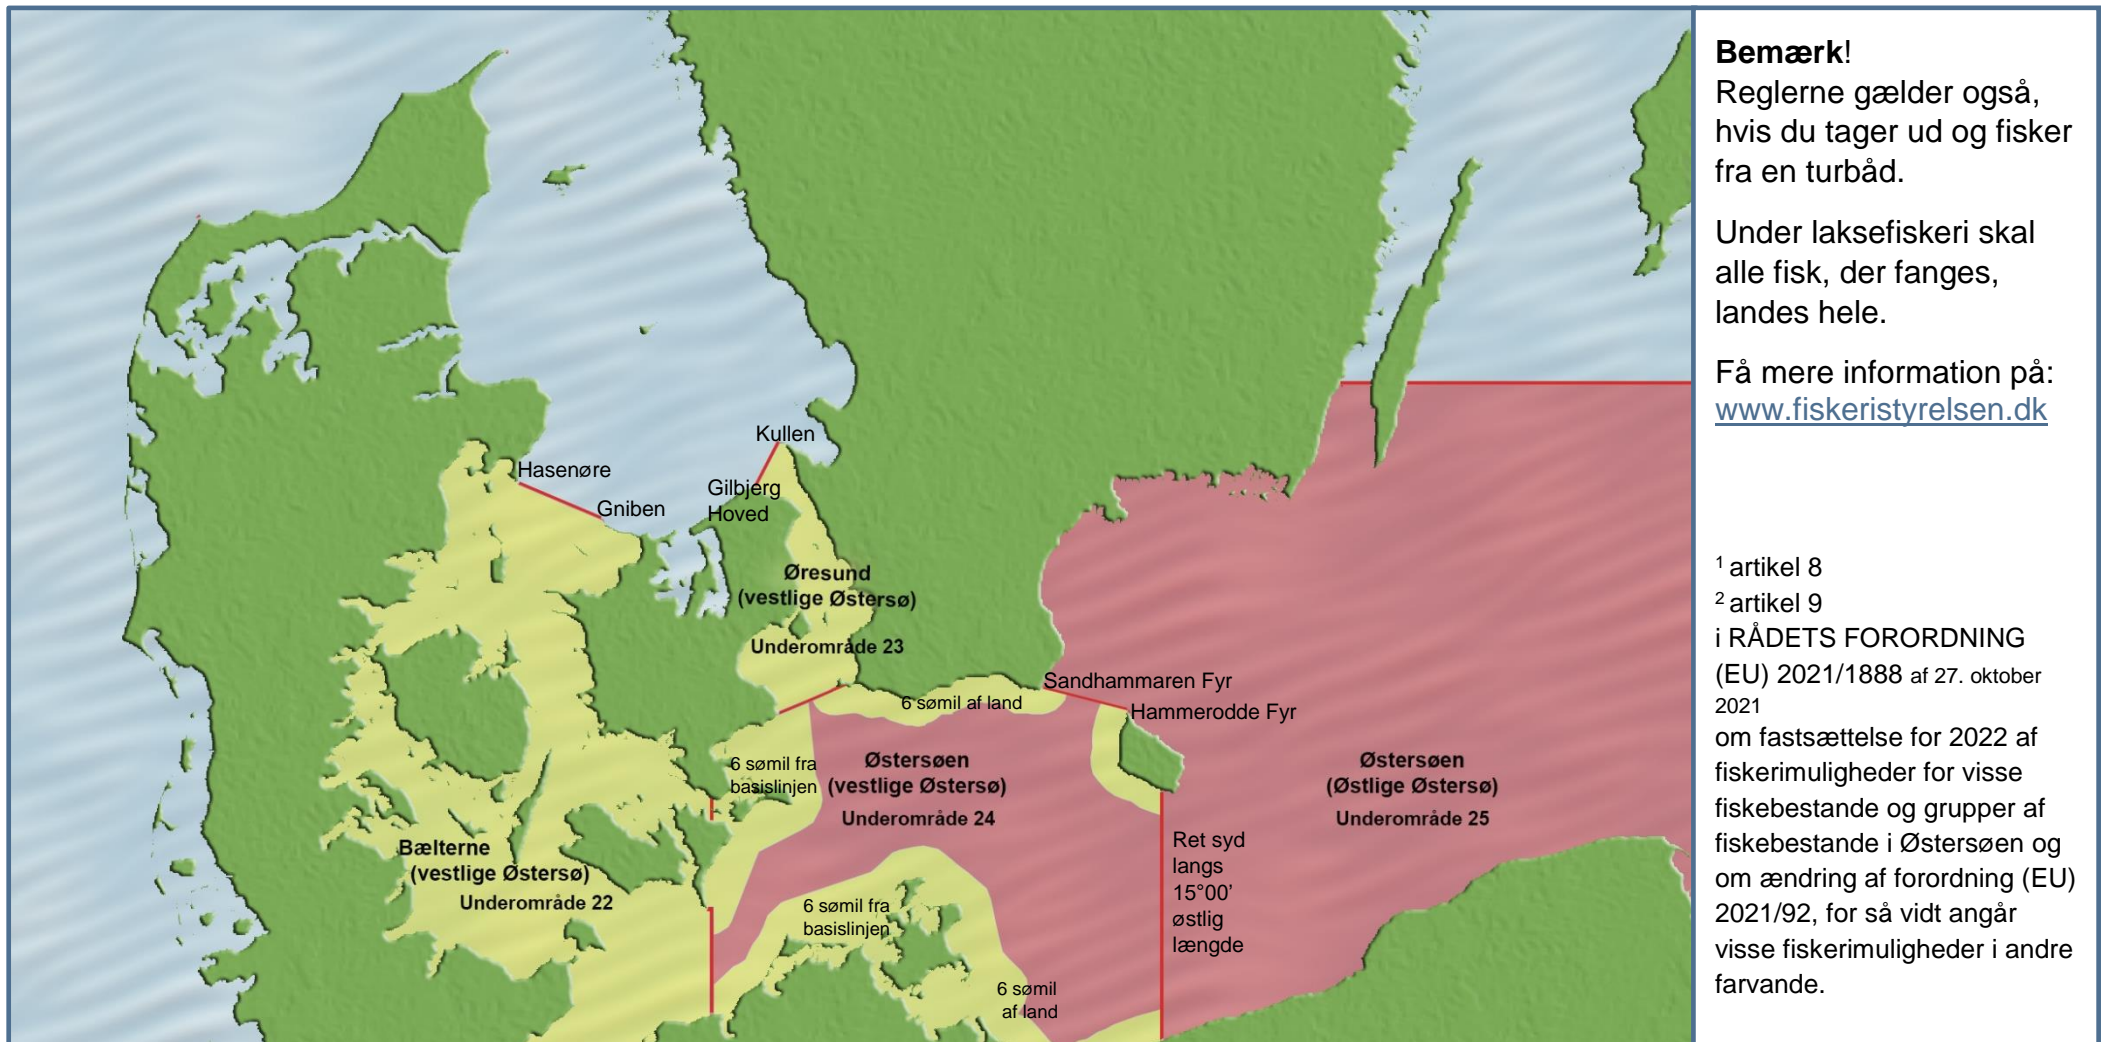 Kullen
Hasenøre
Gniben
Gilbjerg
Hoved
Øresund
(vestlige Østersø)
Underområde 23
Sandhammaren Fyr
6 sømil af land
Hammerodde Fyr
6 sømil fra
basislinjen
Østersøen
(vestlige Østersø)
Underområde 24
Østersøen
(Østlige Østersø)
Underområde 25
Ret syd
langs
15°00'
østlig
længde
Bælterne
(vestlige Østersø)
Underområde 22
6 sømil fra
basislinjen
6 sømil
af land
Bemærk!
Reglerne gælder også,
hvis du tager ud og fisker
fra en turbåd.
Under laksefiskeri skal
alle fisk, der fanges,
landes hele.
Få mere information på:
www.fiskeristyrelsen.dk
1 artikel 8
2 artikel 9
i RÅDETS FORORDNING
(EU) 2021/1888 af 27. oktober
2021
om fastsættelse for 2022 af
fiskerimuligheder for visse
fiskebestande og grupper af
fiskebestande i Østersøen og
om ændring af forordning (EU)
2021/92, for så vidt angår
visse fiskerimuligheder i andre
farvande.